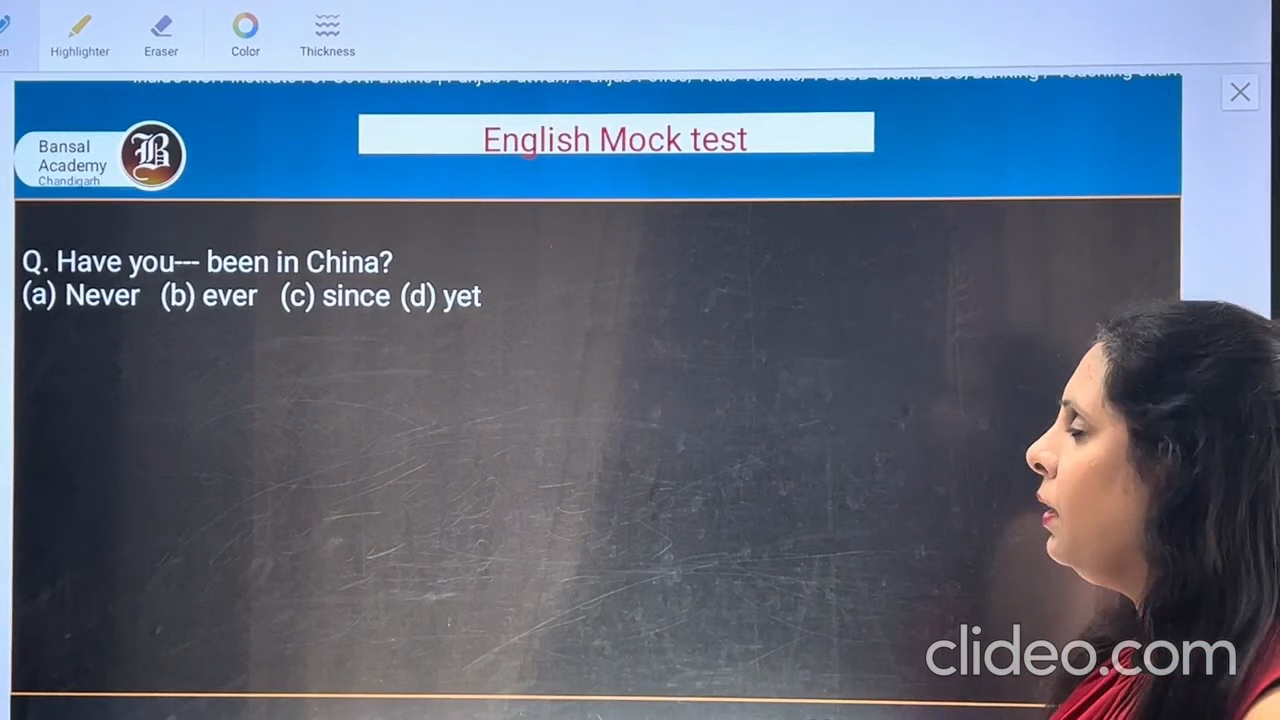 Highlighter Eraser Color Thickness
English Mock test
Bansal
Academy
Chandigarh
B
Q. Have you--- been in China?
(a) Never (b) ever (c) since (d) yet
clideo.com